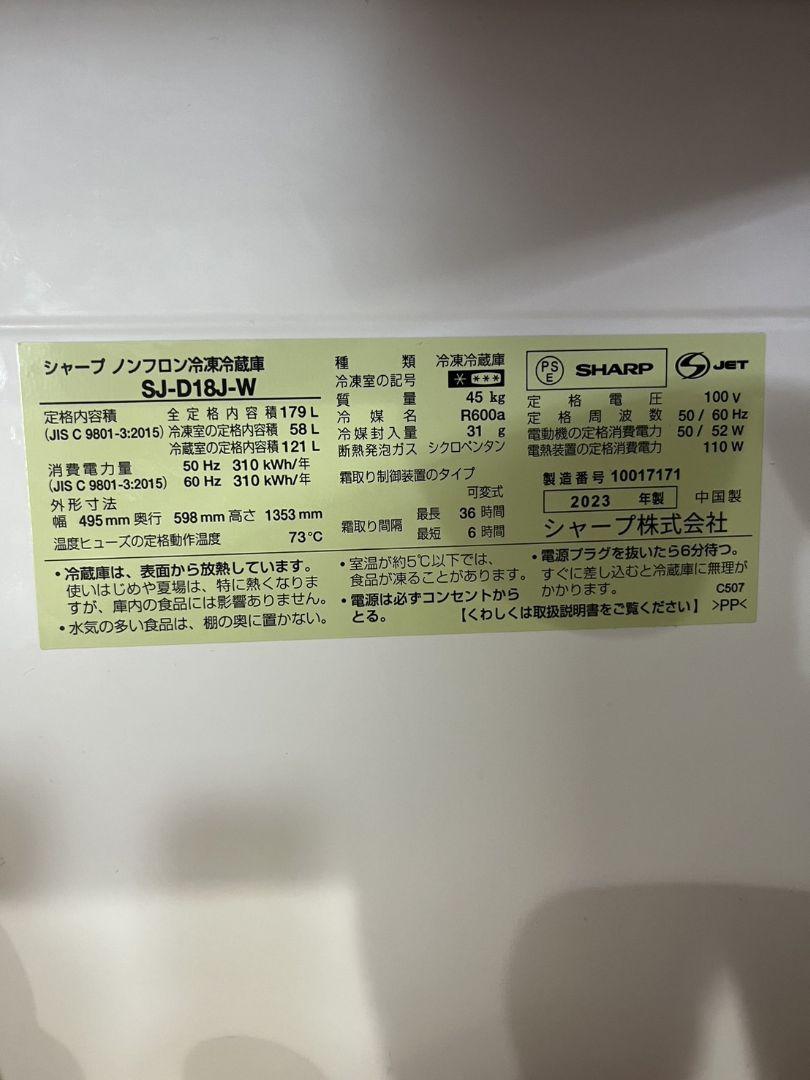 シャープ ノンフロン冷凍冷蔵庫
SJ-D18J-W
定格内容積 全定格内容積 179 L
(JIS C 9801-3:2015) 冷凍室の定格内容積 58 L
冷蔵室の定格内容積 121 L
消費電力量 50 Hz 310 kWh/年
(JIS C 9801-3:2015) 60 Hz 310 kWh/年
外形寸法
幅 495 mm 奥行 598 mm 高さ 1353 mm
温度ヒューズの定格動作温度 73℃
種類 冷凍冷蔵庫
冷凍室の記号 * ***
質量 45 kg
冷媒名 R600a
冷媒封入量 31 g
断熱発泡ガス シクロペンタン
霜取り制御装置のタイプ
可変式
霜取り間隔 最長 36 時間
最短 6 時間
PS E SHARP JET
定格電圧 100 V
定格周波数 50 / 60 Hz
電動機の定格消費電力 50 / 52 W
電熱装置の定格消費電力 110 W
製造番号 10017171
2023 年製 中国製
シャープ株式会社
・冷蔵庫は、表面から放熱しています。
使いはじめや夏場は、特に熱くなりま
すが、庫内の食品には影響ありません。
・水気の多い食品は、棚の奥に置かない。
・室温が約5℃以下では、
食品が凍ることがあります。
・電源は必ずコンセントから
とる。
・電源プラグを抜いたら6分待つ。
すぐに差し込むと冷蔵庫に無理が
かかります。 C507
【くわしくは取扱説明書をご覧ください】 >PP<